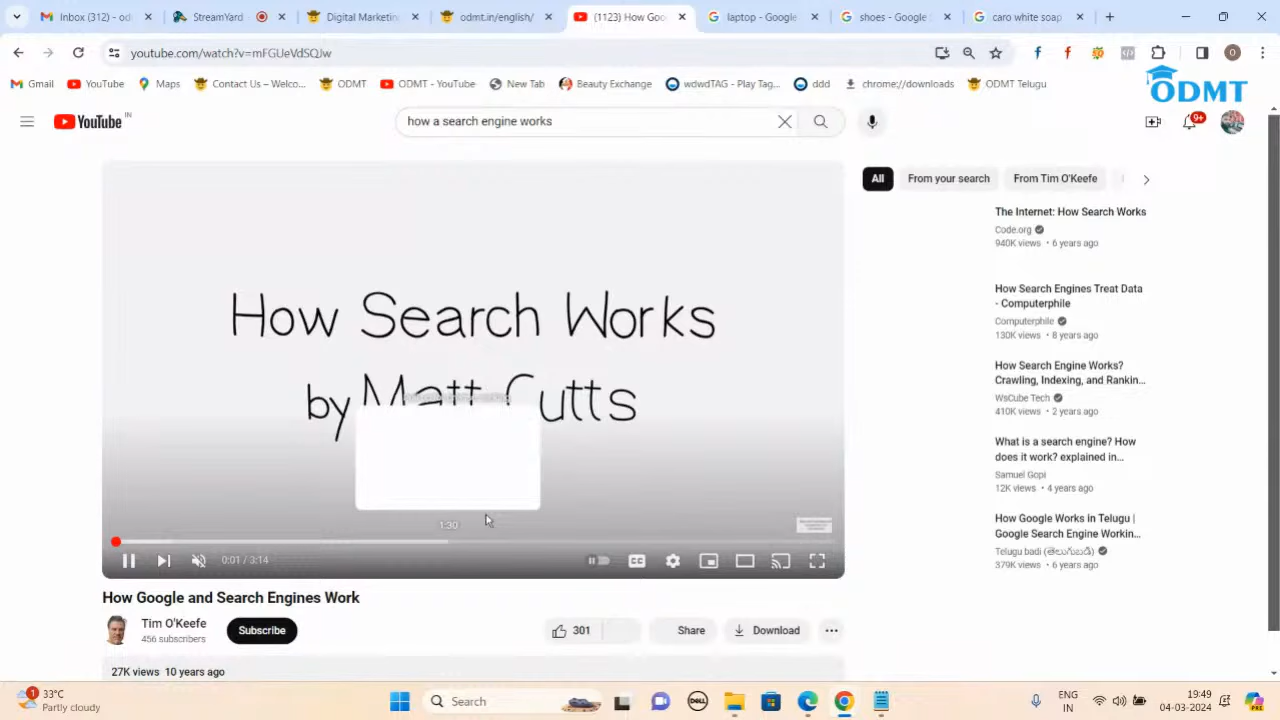 Inbox (31,560) - od
StreamYard
Digital Marketin
odmt.in/english/
(1123) How Goo
laptop - Google
shoes - Google
caro white soap
youtube.com/watch?v=mFGUeVdSQJw
Gmail
YouTube
Maps
Contact Us – Welco...
ODMT
ODMT - YouTube
New Tab
Beauty Exchange
wdwdTAG - Play Tag...
ddd
chrome://downloads
ODMT Telugu
ODMT
YouTube IN
how a search engine works
9+
How Search Works
by Matt Cutts
1:30
0:01 / 3:14
CC
How Google and Search Engines Work
Tim O'Keefe
456 subscribers
Subscribe
301
Share
Download
27K views 10 years ago
All
From your search
From Tim O'Keefe
The Internet: How Search Works
Code.org
940K views • 6 years ago
How Search Engines Treat Data
- Computerphile
Computerphile
130K views • 8 years ago
How Search Engine Works?
Crawling, Indexing, and Rankin...
WsCube Tech
410K views • 2 years ago
What is a search engine? How
does it work? explained in...
Samuel Gopi
12K views • 4 years ago
How Google Works in Telugu |
Google Search Engine Workin...
Telugu badi (తెలుగుబడి)
379K views • 6 years ago
1
33°C
Partly cloudy
Search
DELL
ENG
IN
19:49
04-03-2024